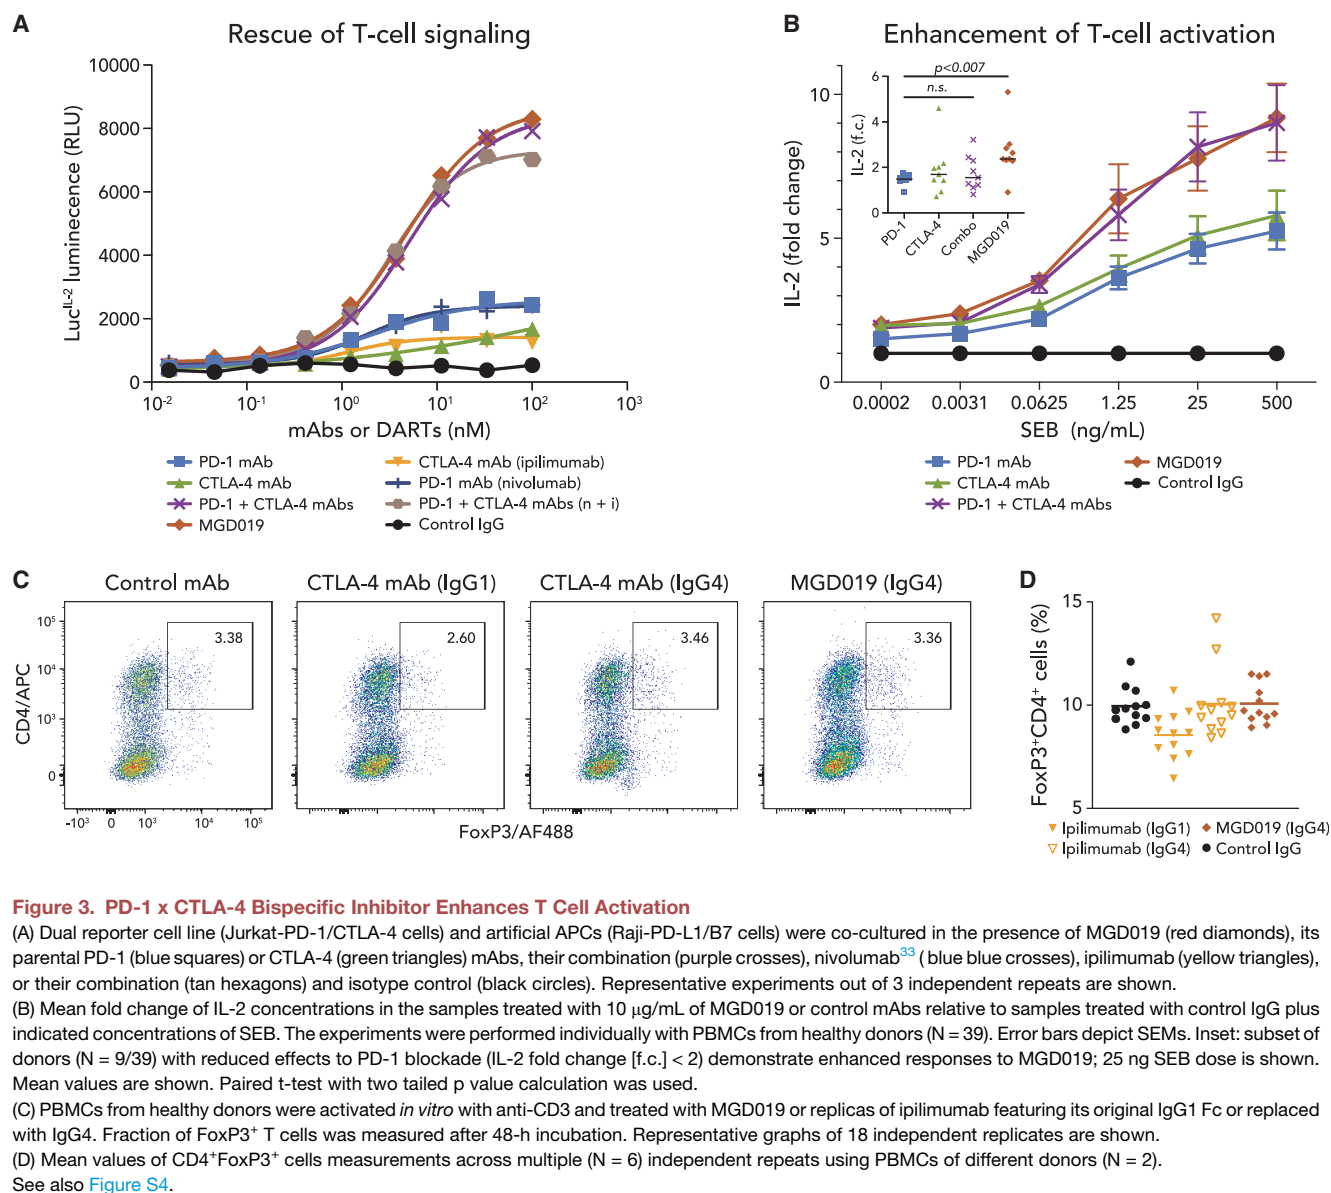 A
Rescue of T-cell signaling
Luc^IL-2 luminecence (RLU)
10000
8000
6000
4000
2000
0
10^-2
10^-1
10^0
10^1
10^2
10^3
mAbs or DARTs (nM)
PD-1 mAb
CTLA-4 mAb
PD-1 + CTLA-4 mAbs
MGD019
CTLA-4 mAb (ipilimumab)
PD-1 mAb (nivolumab)
PD-1 + CTLA-4 mAbs (n + i)
Control IgG
B
Enhancement of T-cell activation
IL-2 (fold change)
10
5
0
p<0.007
n.s.
IL-2 (f.c.)
6
4
2
0
PD-1
CTLA-4
Combo
MGD019
0.0002
0.0031
0.0625
1.25
25
500
SEB (ng/mL)
PD-1 mAb
CTLA-4 mAb
PD-1 + CTLA-4 mAbs
MGD019
Control IgG
C
Control mAb
CTLA-4 mAb (IgG1)
CTLA-4 mAb (IgG4)
MGD019 (IgG4)
3.38
2.60
3.46
3.36
CD4/APC
10^5
10^4
10^3
0
-10^3
0
10^3
10^4
10^5
FoxP3/AF488
D
FoxP3+CD4+ cells (%)
15
10
5
Ipilimumab (IgG1)
MGD019 (IgG4)
Ipilimumab (IgG4)
Control IgG
Figure 3. PD-1 x CTLA-4 Bispecific Inhibitor Enhances T Cell Activation
(A) Dual reporter cell line (Jurkat-PD-1/CTLA-4 cells) and artificial APCs (Raji-PD-L1/B7 cells) were co-cultured in the presence of MGD019 (red diamonds), its
parental PD-1 (blue squares) or CTLA-4 (green triangles) mAbs, their combination (purple crosses), nivolumab33 ( blue blue crosses), ipilimumab (yellow triangles),
or their combination (tan hexagons) and isotype control (black circles). Representative experiments out of 3 independent repeats are shown.
(B) Mean fold change of IL-2 concentrations in the samples treated with 10 μg/mL of MGD019 or control mAbs relative to samples treated with control IgG plus
indicated concentrations of SEB. The experiments were performed individually with PBMCs from healthy donors (N = 39). Error bars depict SEMs. Inset: subset of
donors (N = 9/39) with reduced effects to PD-1 blockade (IL-2 fold change [f.c.] < 2) demonstrate enhanced responses to MGD019; 25 ng SEB dose is shown.
Mean values are shown. Paired t-test with two tailed p value calculation was used.
(C) PBMCs from healthy donors were activated in vitro with anti-CD3 and treated with MGD019 or replicas of ipilimumab featuring its original IgG1 Fc or replaced
with IgG4. Fraction of FoxP3+ T cells was measured after 48-h incubation. Representative graphs of 18 independent replicates are shown.
(D) Mean values of CD4+FoxP3+ cells measurements across multiple (N = 6) independent repeats using PBMCs of different donors (N = 2).
See also Figure S4.